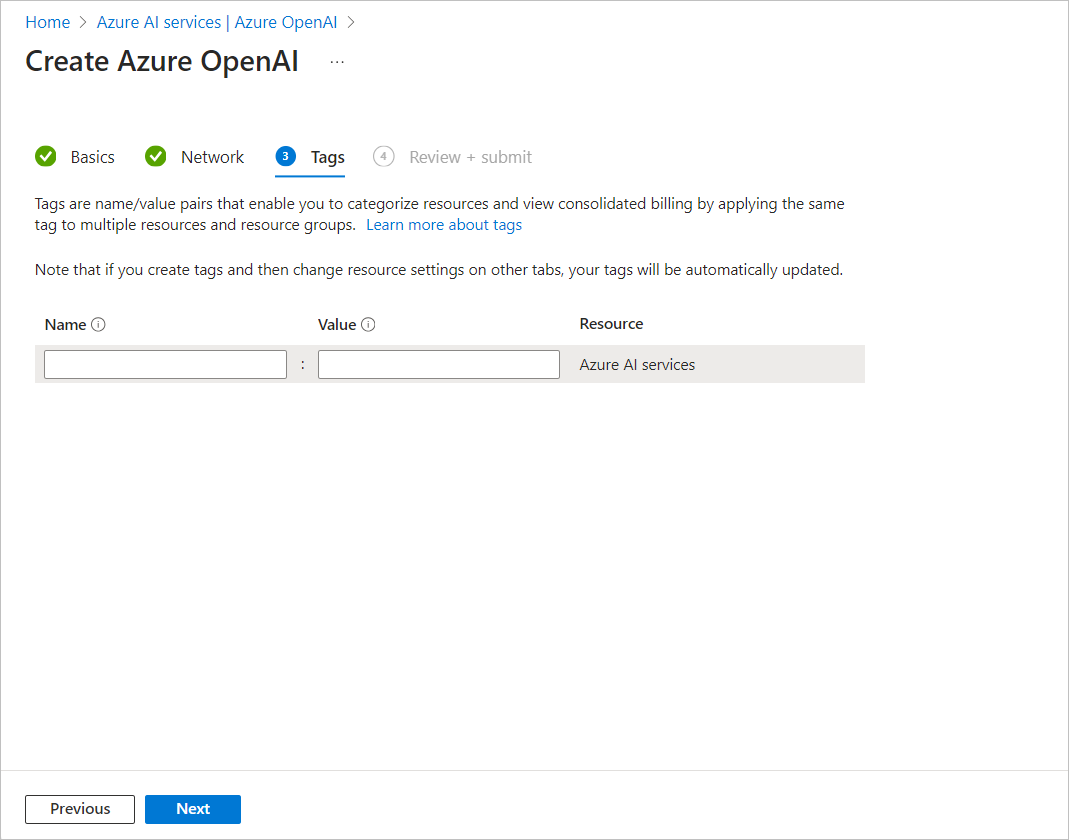 Home > Azure AI services | Azure OpenAI >
Create Azure OpenAI ...
Basics Network 3 Tags 4 Review + submit
Tags are name/value pairs that enable you to categorize resources and view consolidated billing by applying the same
tag to multiple resources and resource groups. Learn more about tags
Note that if you create tags and then change resource settings on other tabs, your tags will be automatically updated.
Name Value Resource
: Azure AI services
Previous Next